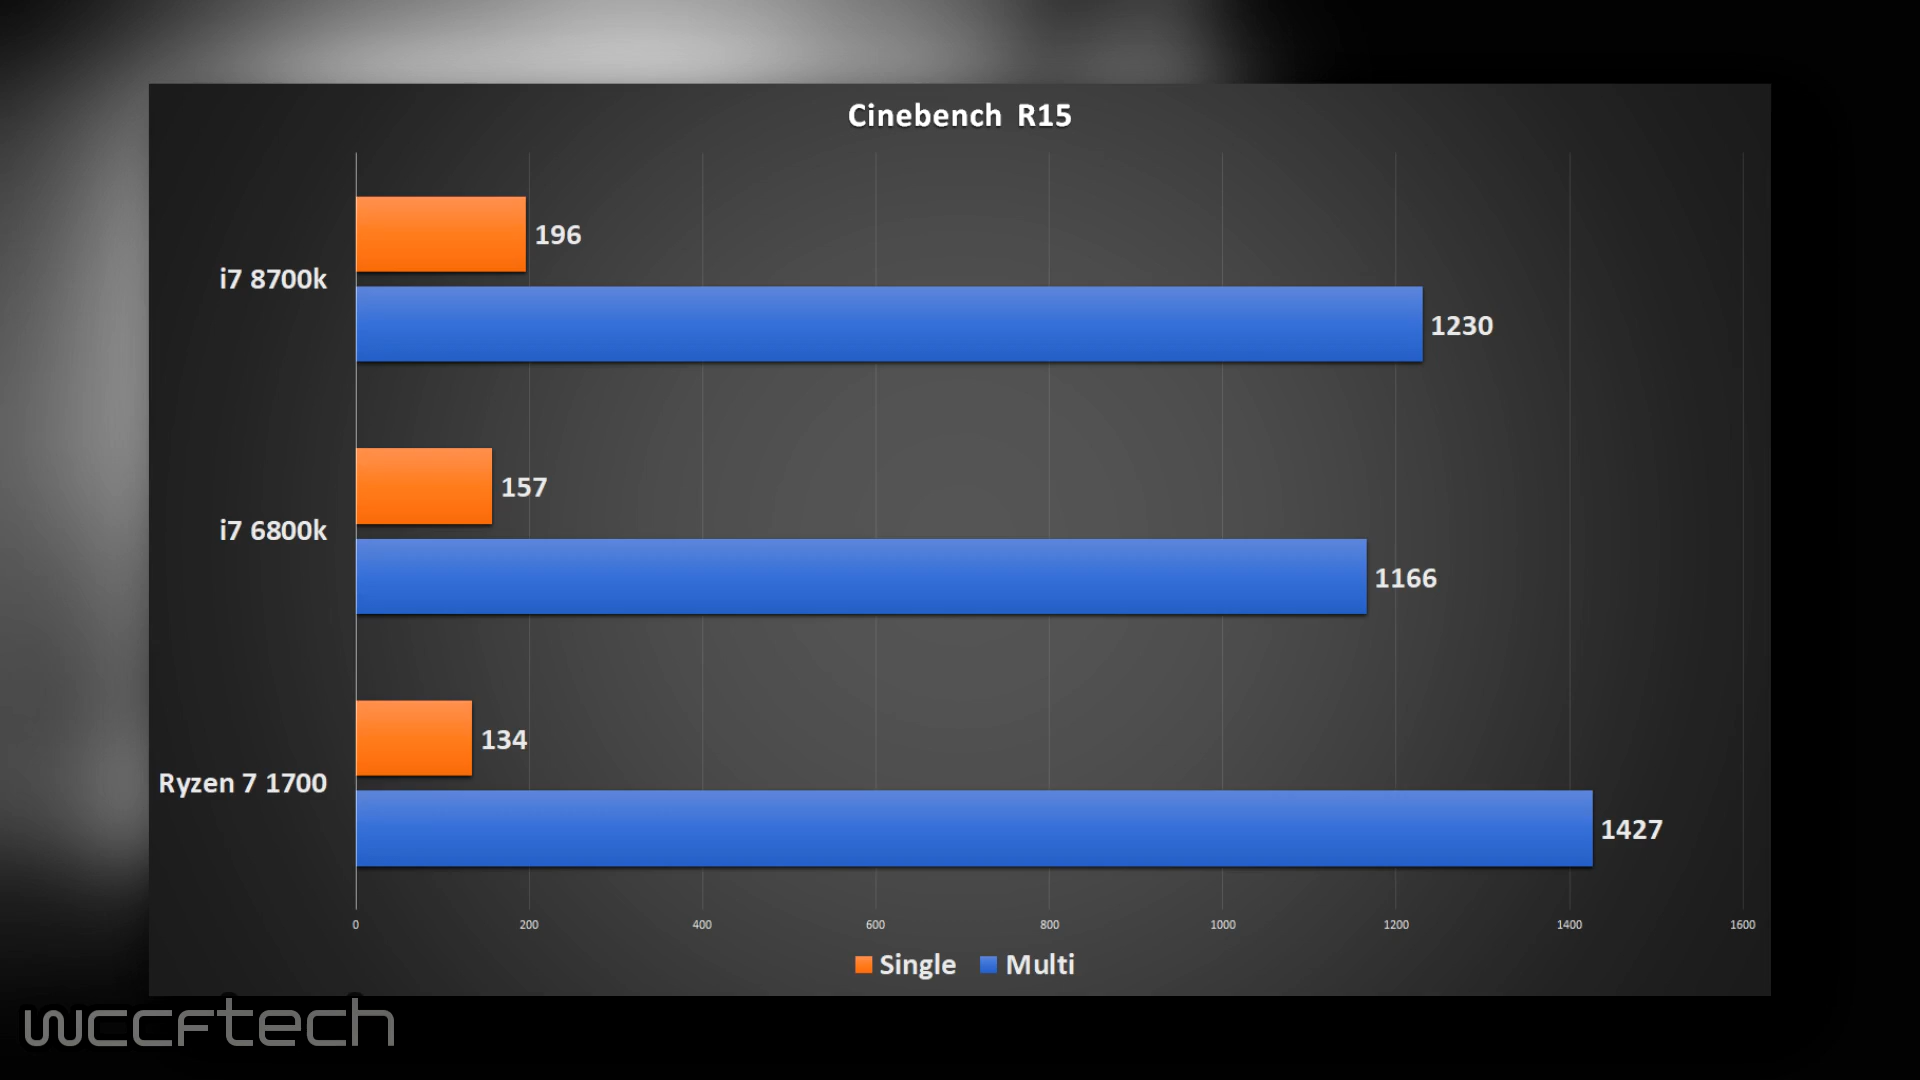 Cinebench R15
i7 8700k
196
1230
i7 6800k
157
1166
Ryzen 7 1700
134
1427
0 200 400 600 800 1000 1200 1400 1600
Single Multi
wccftech